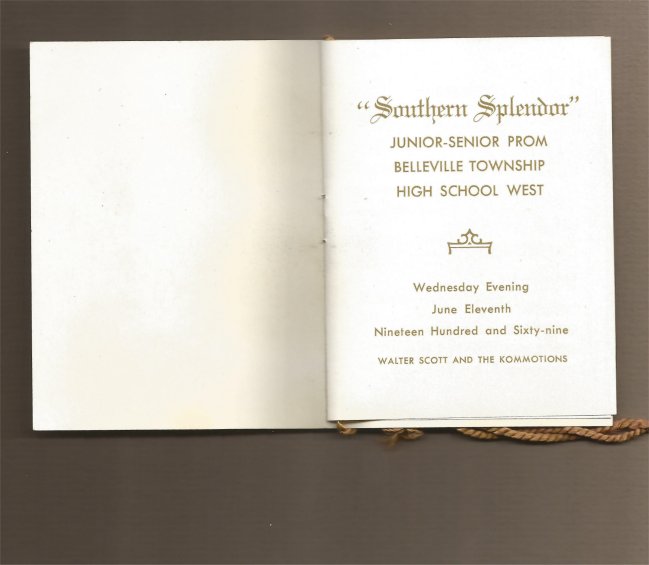 “Southern Splendor”
JUNIOR-SENIOR PROM
BELLEVILLE TOWNSHIP
HIGH SCHOOL WEST
Wednesday Evening
June Eleventh
Nineteen Hundred and Sixty-nine
WALTER SCOTT AND THE KOMMOTIONS